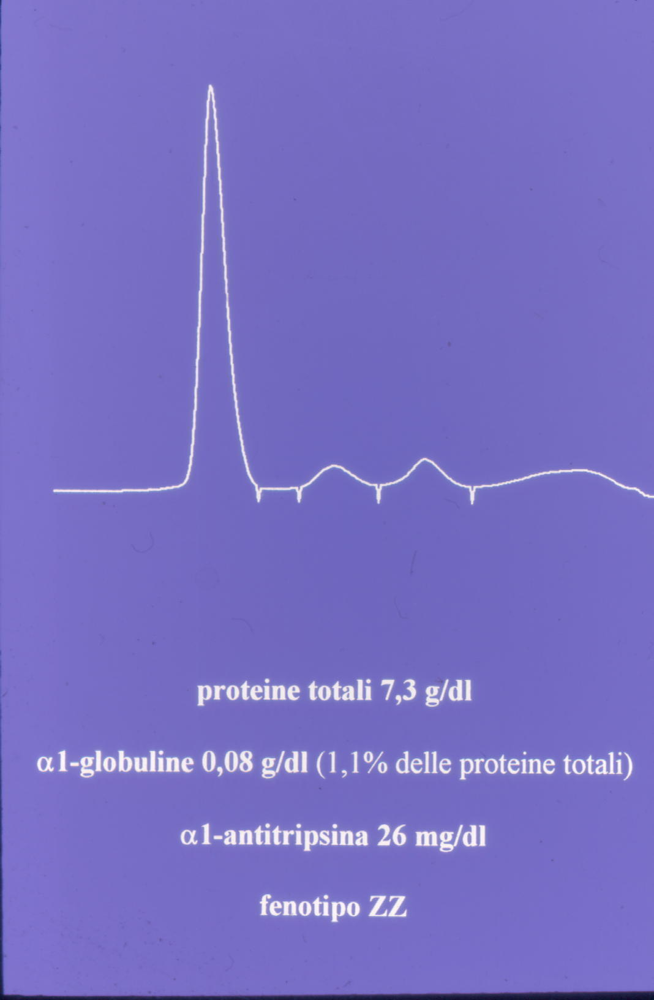 proteine totali 7,3 g/dl
α1-globuline 0,08 g/dl (1,1% delle proteine totali)
α1-antitripsina 26 mg/dl
fenotipo ZZ